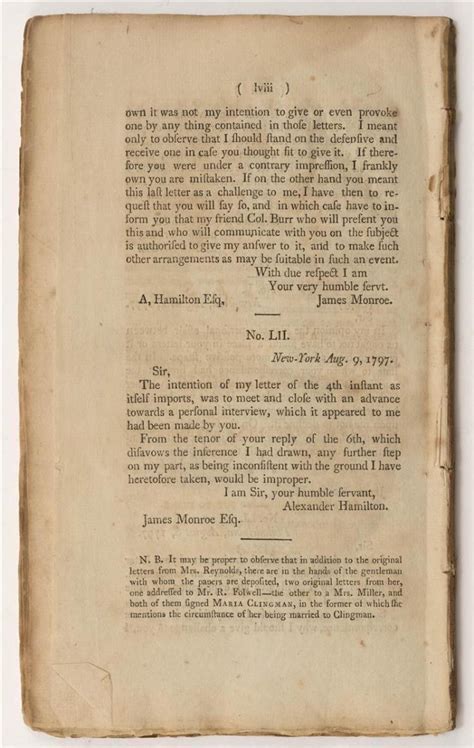 ( lviii )
own it was not my intention to give or even provoke
one by any thing contained in thoſe letters. I meant
only to obſerve that I ſhould ſtand on the defenſive and
receive one in caſe you thought fit to give it. If there-
fore you were under a contrary impreſſion, I frankly
own you are miſtaken. If on the other hand you meant
this laſt letter as a challenge to me, I have then to re-
queſt that you will ſay ſo, and in which caſe have to in-
form you that my friend Col. Burr who will preſent you
this and who will communicate with you on the ſubject
is authoriſed to give my anſwer to it, and to make ſuch
other arrangements as may be ſuitable in ſuch an event.
With due reſpect I am
Your very humble ſervt.
A, Hamilton Eſq, James Monroe.
No. LII.
New-York Aug. 9, 1797.
Sir,
The intention of my letter of the 4th inſtant as
itſelf imports, was to meet and cloſe with an advance
towards a perſonal interview, which it appeared to me
had been made by you.
From the tenor of your reply of the 6th, which
diſavows the inference I had drawn, any further ſtep
on my part, as being inconſiſtent with the ground I have
heretofore taken, would be improper.
I am Sir, your humble ſervant,
Alexander Hamilton.
James Monroe Eſq.
N. B. It may be proper to obſerve that in addition to the original
letters from Mrs. Reynolds, there are in the hands of the gentleman
with whom the papers are depoſited, two original letters from her,
one addreſſed to Mr. R. Folwell—the other to a Mrs. Miller, and
both of them ſigned MARIA CLINGMAN, in the former of which ſhe
mentions the circumſtance of her being married to Clingman.